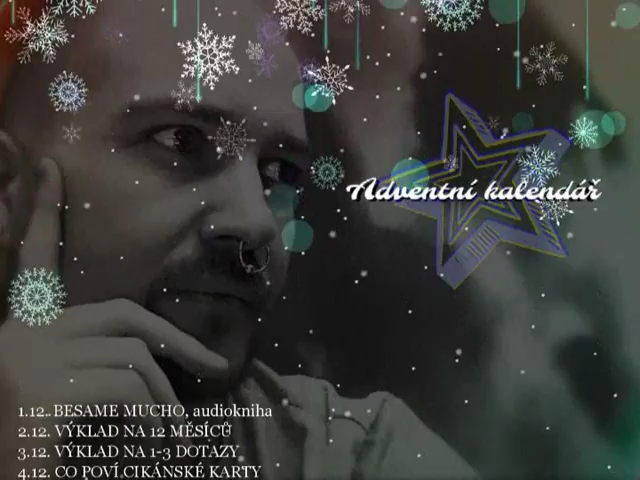 Adventní kalendář
1.12. BESAME MUCHO, audiokniha
2.12. VÝKLAD NA 12 MĚSÍCŮ
3.12. VÝKLAD NA 1-3 DOTAZY
4.12. CO POVÍ CIKÁNSKÉ KARTY